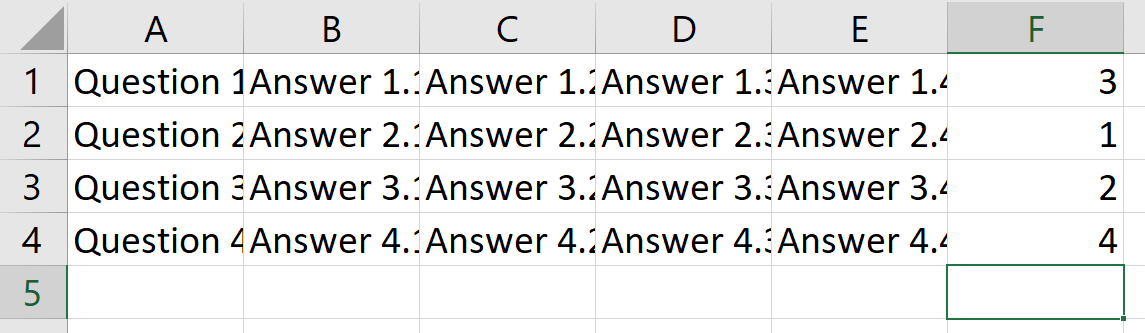 A B C D E F
1 Question 1 Answer 1.1 Answer 1.2 Answer 1.3 Answer 1.4 3
2 Question 2 Answer 2.1 Answer 2.2 Answer 2.3 Answer 2.4 1
3 Question 3 Answer 3.1 Answer 3.2 Answer 3.3 Answer 3.4 2
4 Question 4 Answer 4.1 Answer 4.2 Answer 4.3 Answer 4.4 4
5